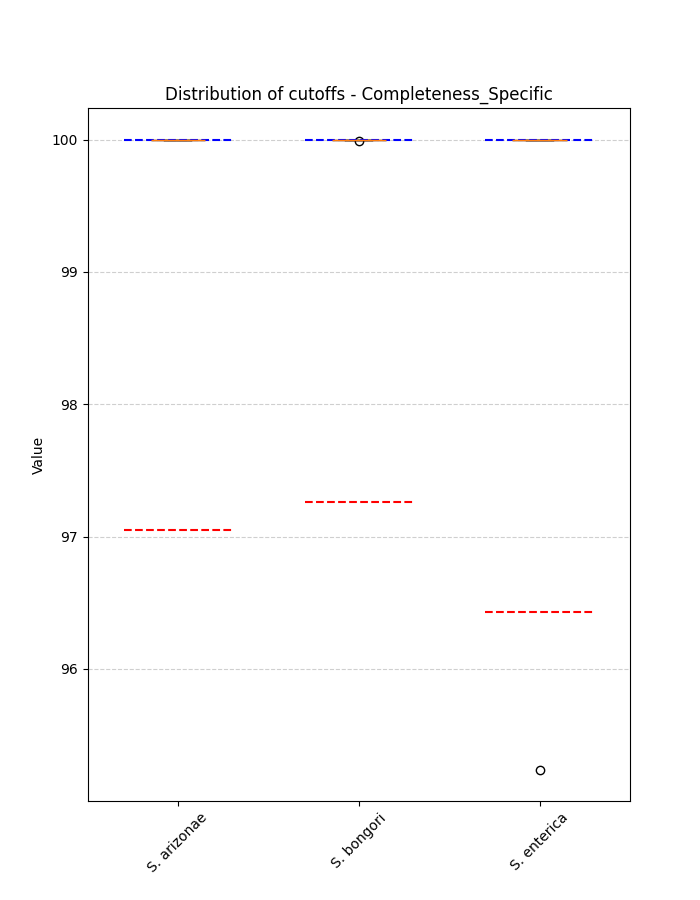 Distribution of cutoffs - Completeness_Specific
100
99
98
97
96
Value
S. arizonae
S. bongori
S. enterica